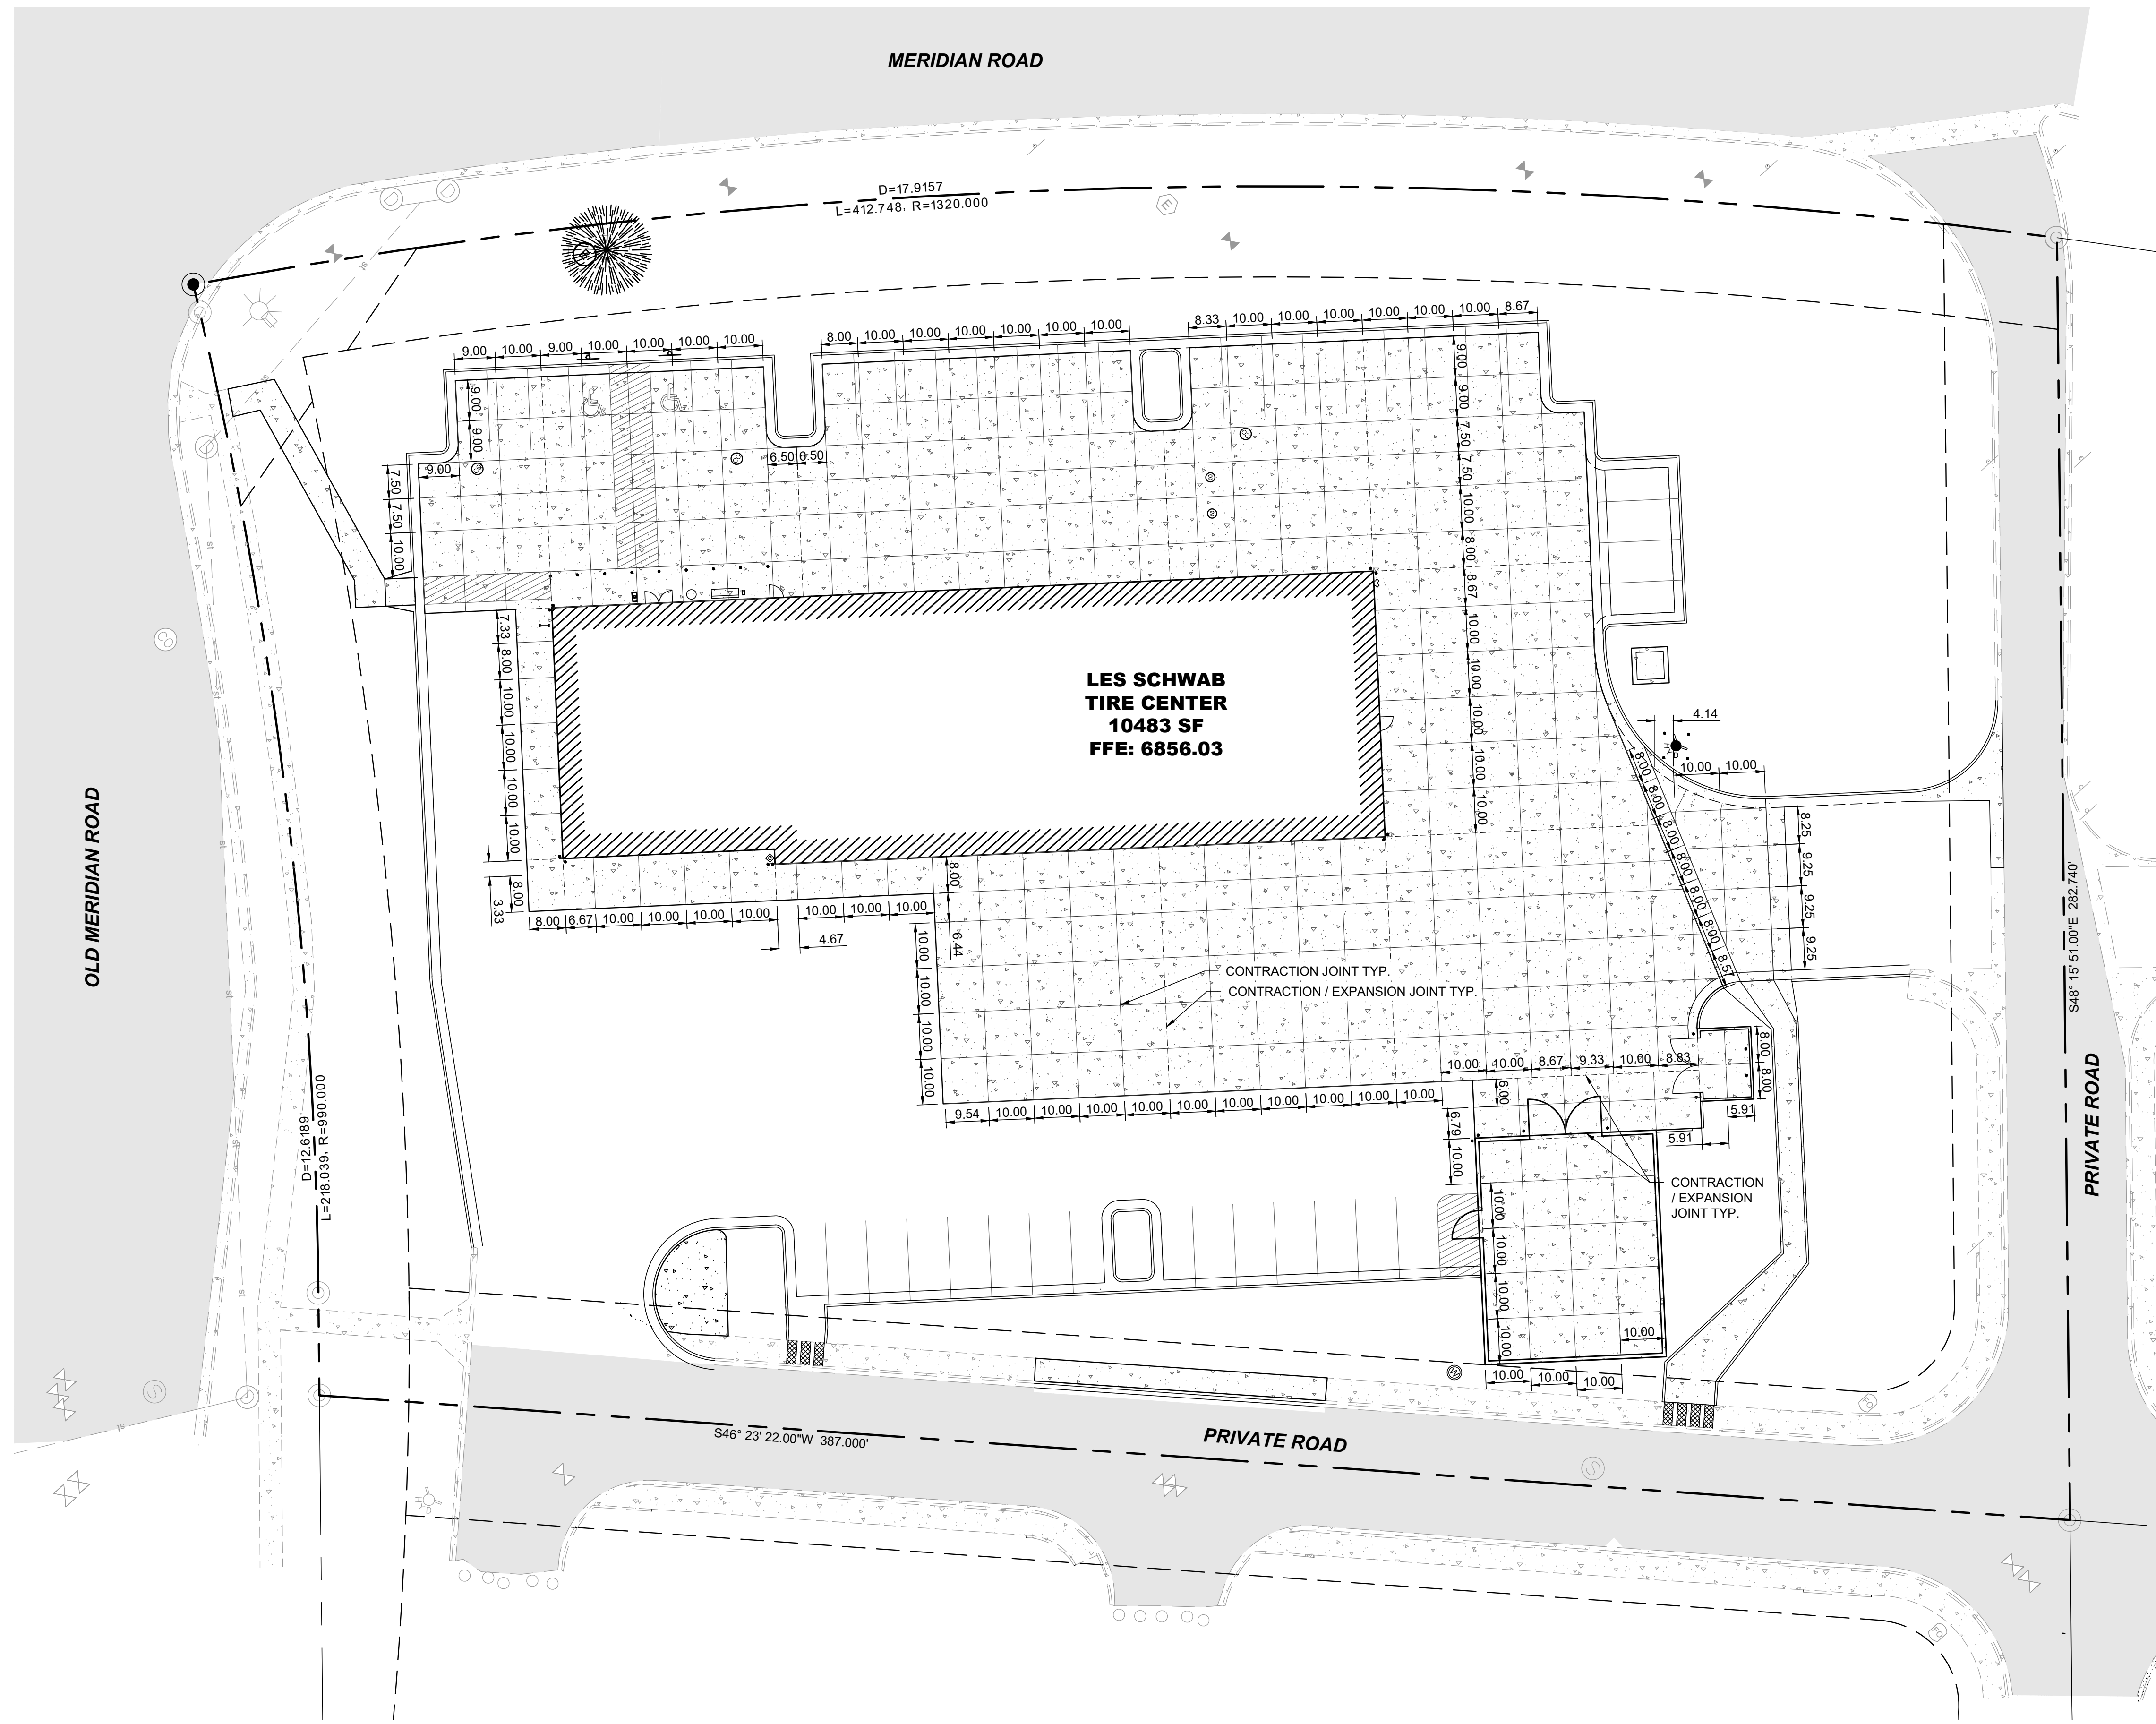 MERIDIAN ROAD
D=17.9157
L=412.748, R=1320.000
9.00 10.00 9.00 10.00 10.00 10.00 10.00
8.00 10.00 10.00 10.00 10.00 10.00 10.00
8.33 10.00 10.00 10.00 10.00 10.00 10.00 8.67
9.00
9.00
9.00
6.50 6.50
7.50
7.50
10.00
9.00
9.00
7.50
7.50
10.00
8.00
8.67
10.00
10.00
10.00
10.00
10.00
7.33
8.00
10.00
10.00
10.00
10.00
8.00
3.33
LES SCHWAB
TIRE CENTER
10483 SF
FFE: 6856.03
4.14
10.00 10.00
8.00
8.00
8.00
8.00
8.00
8.00
8.57
8.25
9.25
9.25
9.25
8.00 6.67 10.00 10.00 10.00 10.00
10.00 10.00 10.00
4.67
8.00
6.44
10.00
10.00
10.00
10.00
CONTRACTION JOINT TYP.
CONTRACTION / EXPANSION JOINT TYP.
10.00 10.00 8.67 9.33 10.00 8.83
8.00
8.00
5.91
5.91
6.00
9.54 10.00 10.00 10.00 10.00 10.00 10.00 10.00 10.00 10.00 10.00
6.79
10.00
CONTRACTION
/ EXPANSION
JOINT TYP.
10.00
10.00
10.00
10.00
10.00
10.00 10.00 10.00
OLD MERIDIAN ROAD
D=12.6189
L=218.039, R=990.000
S48° 15' 51.00"E 282.740'
PRIVATE ROAD
S46° 23' 22.00"W 387.000'
PRIVATE ROAD